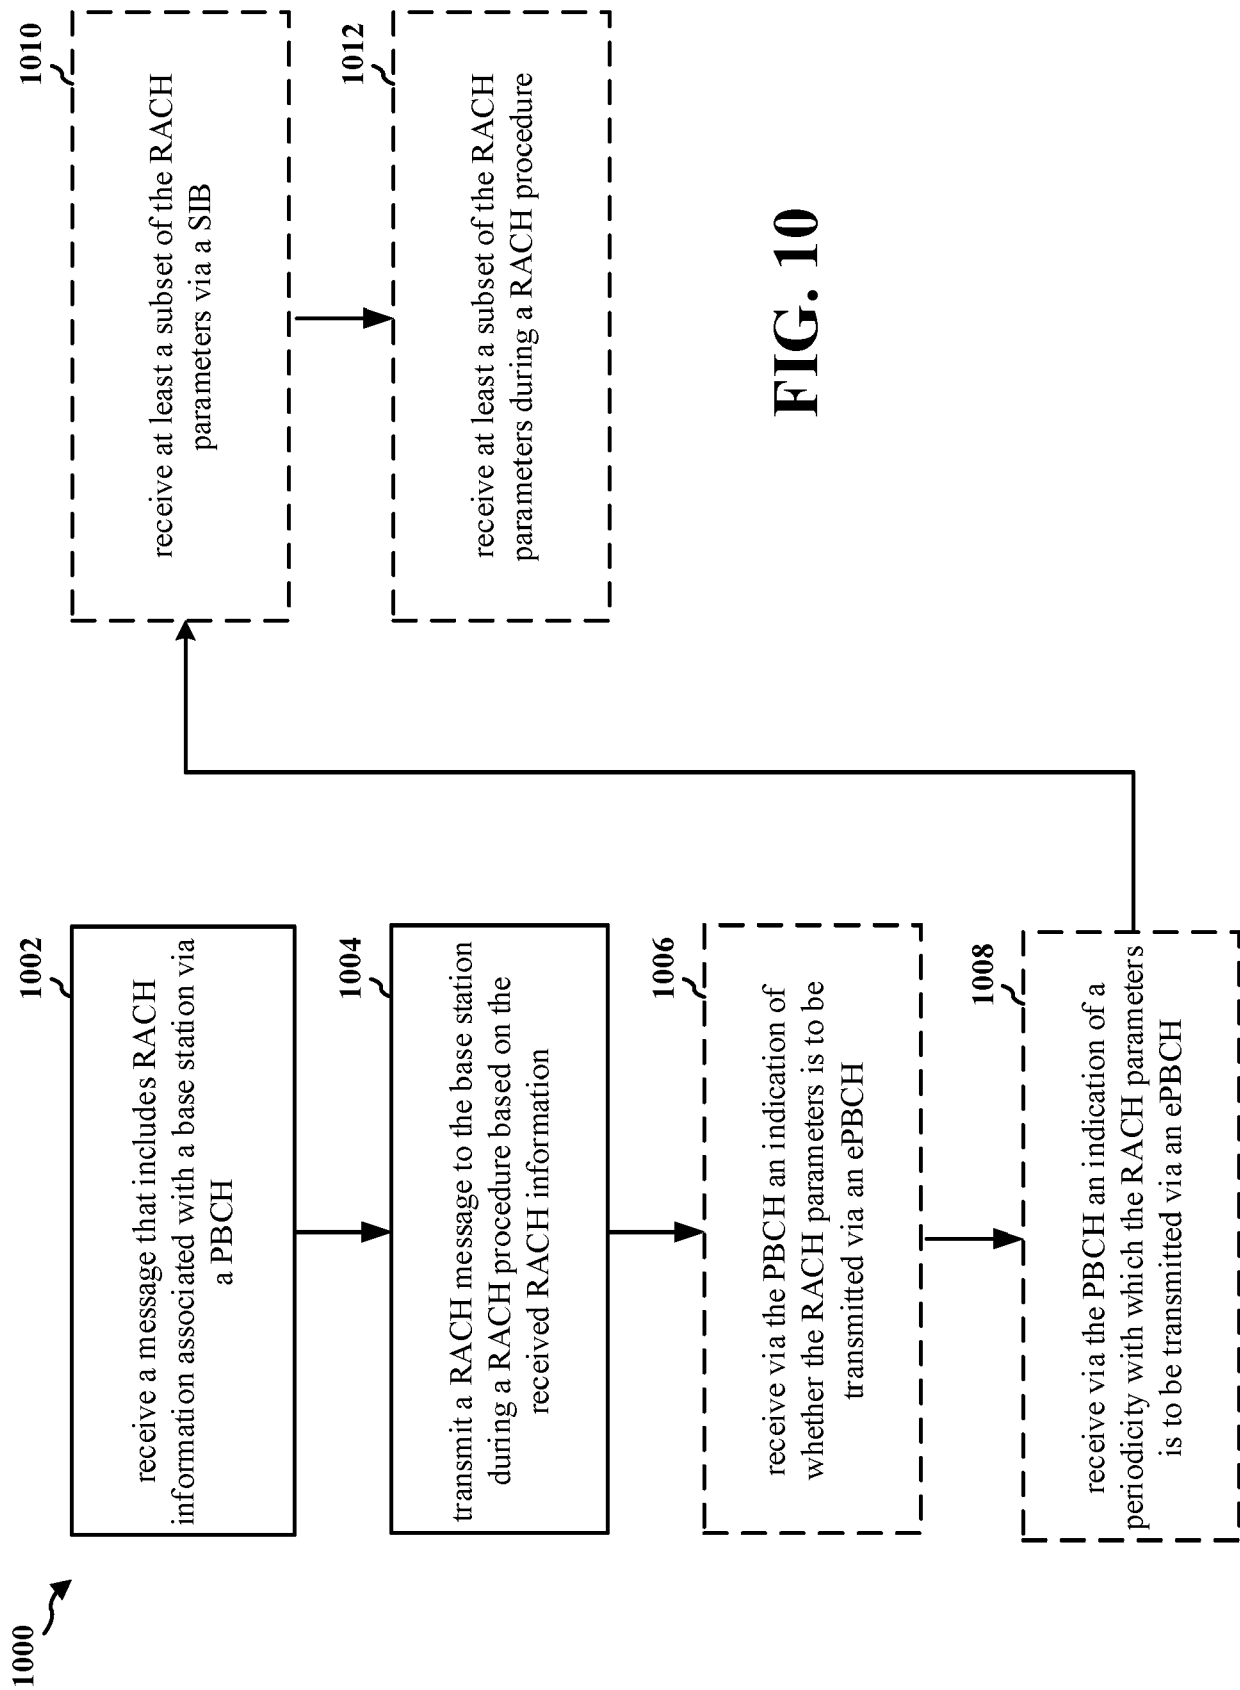 1000
1002
receive a message that includes RACH
information associated with a base station via
a PBCH
1004
transmit a RACH message to the base station
during a RACH procedure based on the
received RACH information
1006
receive via the PBCH an indication of
whether the RACH parameters is to be
transmitted via an ePBCH
1008
receive via the PBCH an indication of a
periodicity with which the RACH parameters
is to be transmitted via an ePBCH
1010
receive at least a subset of the RACH
parameters via a SIB
1012
receive at least a subset of the RACH
parameters during a RACH procedure
FIG. 10